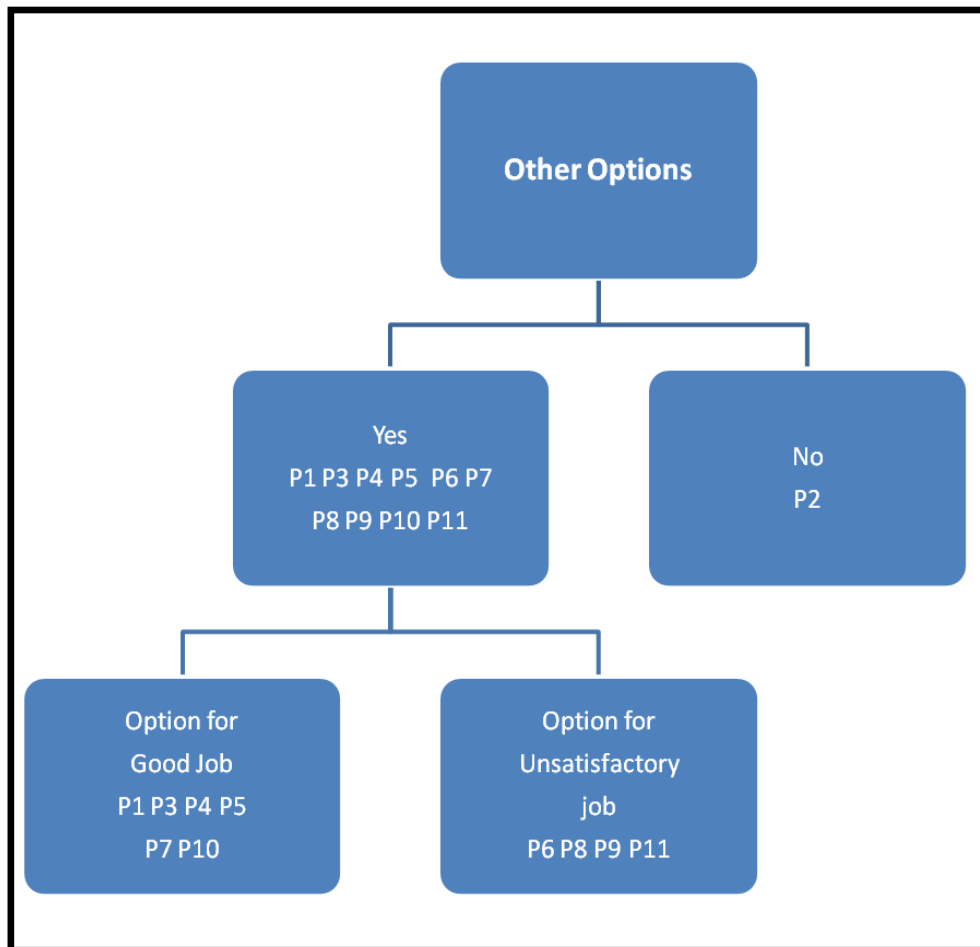 Other Options
Yes
P1 P3 P4 P5  P6 P7
P8 P9 P10 P11
No
P2
Option for
Good Job
P1 P3 P4 P5
P7 P10
Option for
Unsatisfactory
job
P6 P8 P9 P11